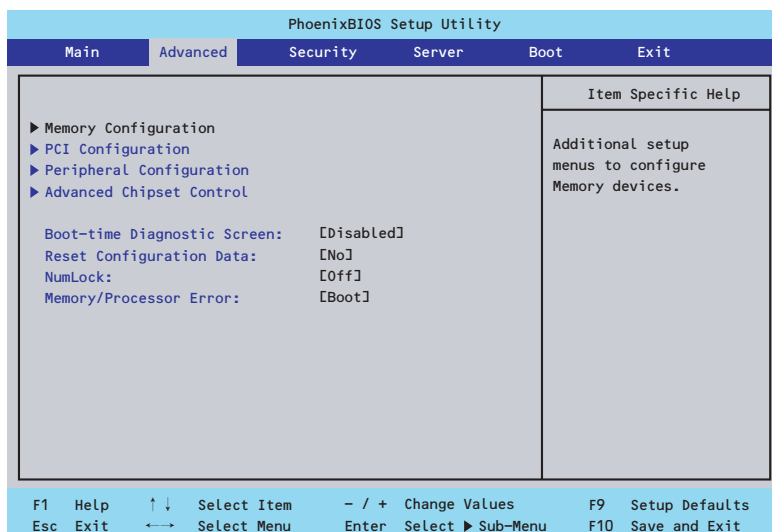 PhoenixBIOS Setup Utility
Main Advanced Security Server Boot Exit
Item Specific Help
▶ Memory Configuration
▶ PCI Configuration
▶ Peripheral Configuration
▶ Advanced Chipset Control
Boot-time Diagnostic Screen: [Disabled]
Reset Configuration Data: [No]
NumLock: [Off]
Memory/Processor Error: [Boot]
Additional setup
menus to configure
Memory devices.
F1 Help ↑↓ Select Item - / + Change Values F9 Setup Defaults
Esc Exit ←→ Select Menu Enter Select ▶ Sub-Menu F10 Save and Exit